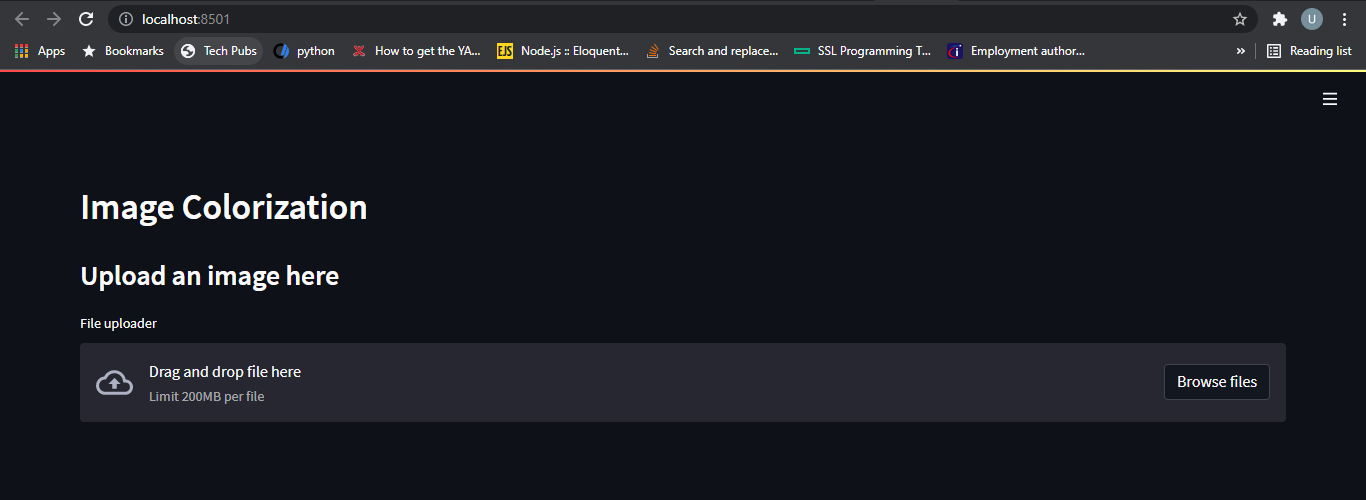 localhost:8501
U
Apps Bookmarks Tech Pubs python How to get the YA... EJS Node.js :: Eloquent... Search and replace... SSL Programming T... Employment author... » Reading list
Image Colorization
Upload an image here
File uploader
Drag and drop file here
Limit 200MB per file
Browse files